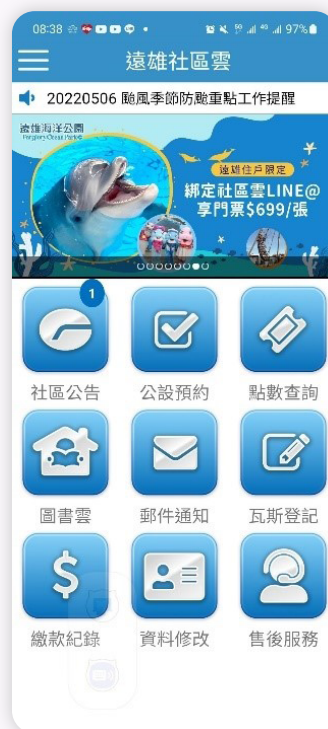 08:38
97%
遠雄社區雲
20220506 颱風季節防颱重點工作提醒
遠雄海洋公園
Farglory Ocean Park
遠雄住戶限定
綁定社區雲LINE@
享門票$699/張
1
社區公告 公設預約 點數查詢
圖書雲 郵件通知 瓦斯登記
繳款紀錄 資料修改 售後服務